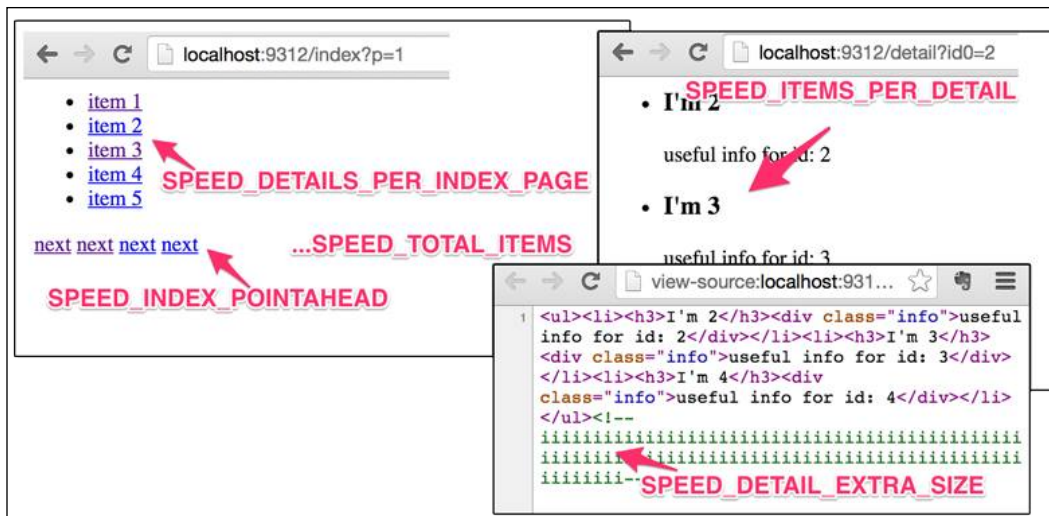 localhost:9312/index?p=1
item 1
item 2
item 3
item 4
item 5
SPEED_DETAILS_PER_INDEX_PAGE
next next next next
...SPEED_TOTAL_ITEMS
SPEED_INDEX_POINTAHEAD
localhost:9312/detail?id0=2
SPEED_ITEMS_PER_DETAIL
I'm 2
useful info for id: 2
I'm 3
useful info for id: 3
view-source:localhost:931...
1
<ul><li><h3>I'm 2</h3><div class="info">useful
info for id: 2</div></li><li><h3>I'm 3</h3>
<div class="info">useful info for id: 3</div>
</li><li><h3>I'm 4</h3><div
class="info">useful info for id: 4</div></li>
</ul><!--
SPEED_DETAIL_EXTRA_SIZE